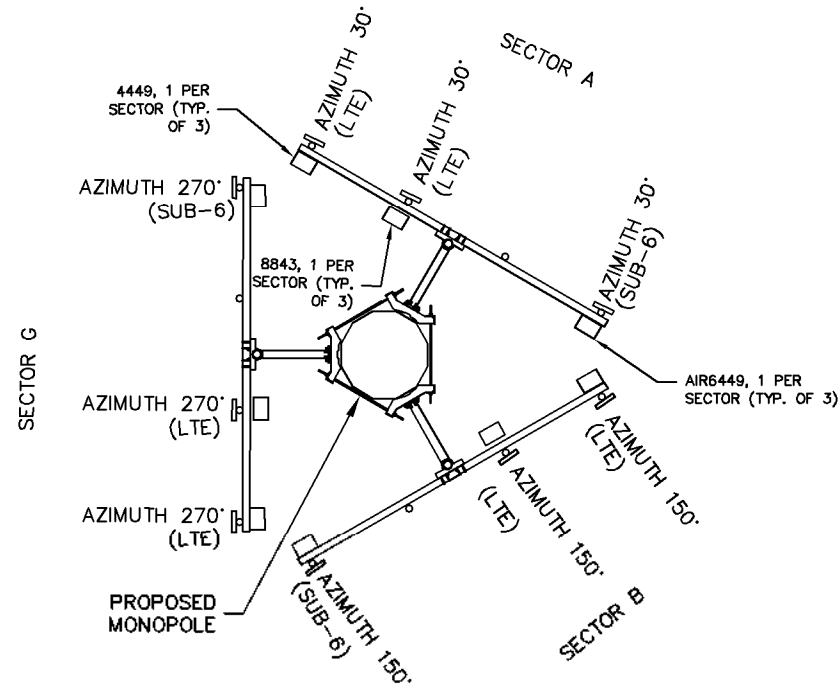 AZIMUTH 30°
(LTE)
SECTOR A
AZIMUTH 30°
(LTE)
4449, 1 PER
SECTOR (TYP.
OF 3)
AZIMUTH 270°
(SUB-6)
AZIMUTH 30°
(SUB-6)
8843, 1 PER
SECTOR (TYP.
OF 3)
SECTOR G
AIR6449, 1 PER
SECTOR (TYP. OF 3)
AZIMUTH 270°
(LTE)
AZIMUTH 150°
(LTE)
AZIMUTH 150°
(LTE)
AZIMUTH 270°
(LTE)
AZIMUTH 150°
(SUB-6)
PROPOSED
MONOPOLE
SECTOR B